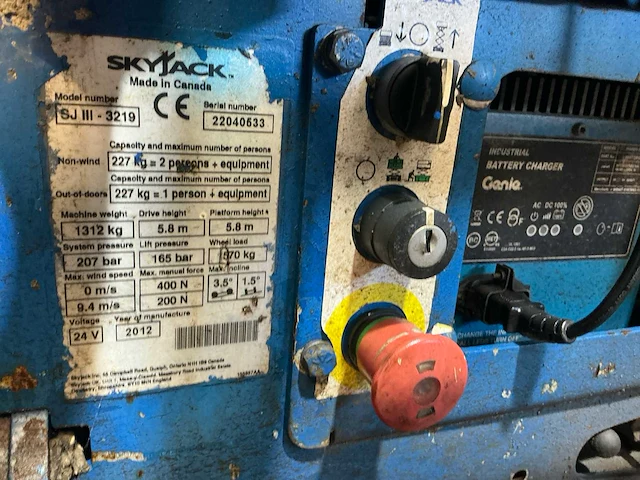 SKYJACK
Made in Canada
CE
Model number
SJ III - 3219
Serial number
22040533
Capacity and maximum number of persons
Non-wind
227 kg = 2 persons + equipment
Capacity and maximum number of persons
Out-of-doors
227 kg = 1 person + equipment
Machine weight
Drive height
Platform height
1312 kg
5.8 m
5.8 m
System pressure
Lift pressure
Wheel load
207 bar
165 bar
570 kg
Max. wind speed
Max. manual force
Max. incline
0 m/s
400 N
3.5°
1.5°
9.4 m/s
200 N
Voltage
Year of manufacture
24 V
2012
INDUSTRIAL
BATTERY CHARGER
Genie
CE
AC DC 100%